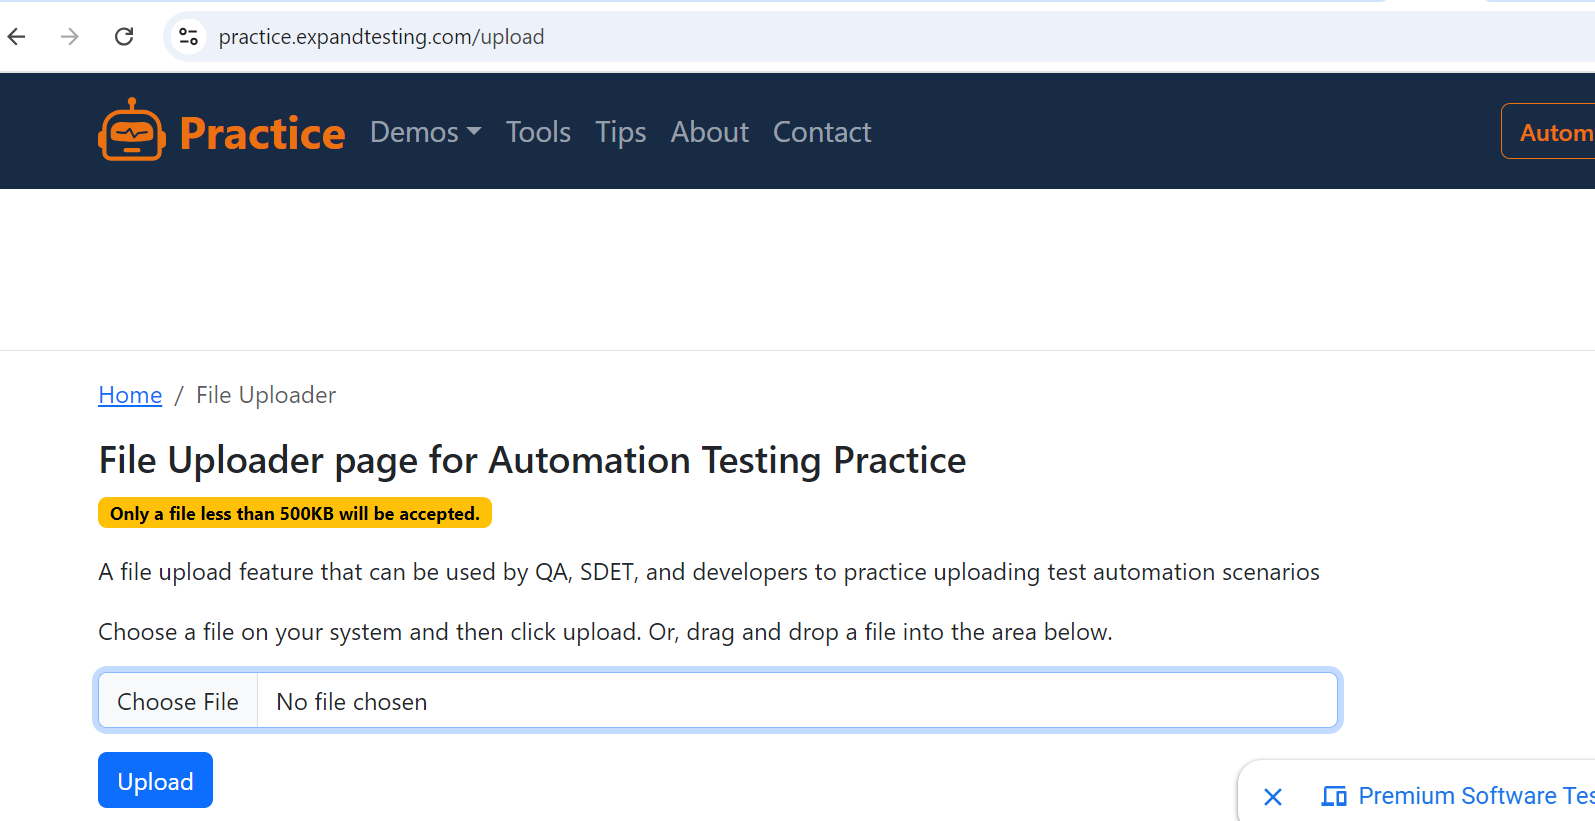 practice.expandtesting.com/upload
Practice Demos Tools Tips About Contact
Autom
Home / File Uploader
File Uploader page for Automation Testing Practice
Only a file less than 500KB will be accepted.
A file upload feature that can be used by QA, SDET, and developers to practice uploading test automation scenarios
Choose a file on your system and then click upload. Or, drag and drop a file into the area below.
Choose File No file chosen
Upload
Premium Software Tes